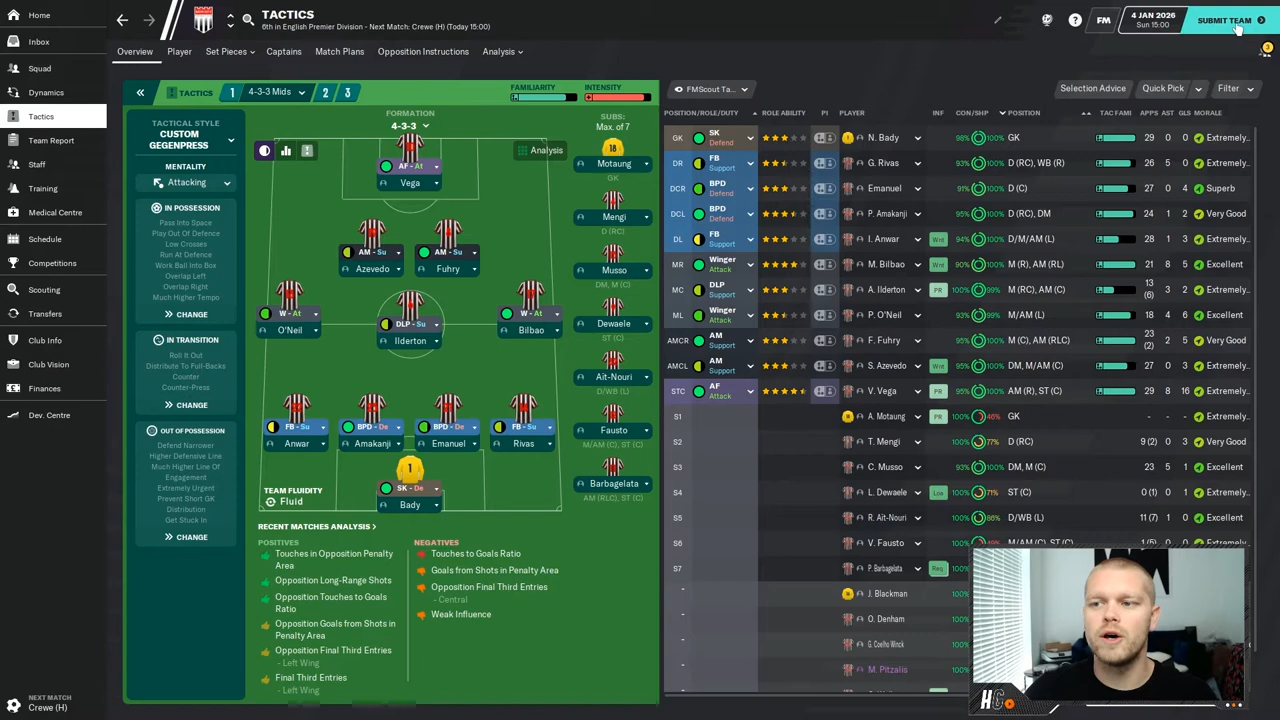 Home
Inbox
Squad
Dynamics
Tactics
Team Report
Staff
Training
Medical Centre
Schedule
Competitions
Scouting
Transfers
Club Info
Club Vision
Finances
Dev. Centre
NEXT MATCH
Crewe (H)
TACTICS
6th in English Premier Division - Next Match: Crewe (H) (Today 15:00)
FM
4 JAN 2026
Sun 15:00
SUBMIT TEAM
3
Overview
Player
Set Pieces
Captains
Match Plans
Opposition Instructions
Analysis
TACTICS
1
4-3-3 Mids
2
3
FAMILIARITY
INTENSITY
TACTICAL STYLE
CUSTOM
GEGENPRESS
MENTALITY
Attacking
IN POSSESSION
Pass Into Space
Play Out Of Defence
Low Crosses
Run At Defence
Work Ball Into Box
Overlap Left
Overlap Right
Much Higher Tempo
CHANGE
IN TRANSITION
Roll It Out
Distribute To Full-Backs
Counter
Counter-Press
CHANGE
OUT OF POSSESSION
Defend Narrower
Higher Defensive Line
Much Higher Line Of
Engagement
Extremely Urgent
Prevent Short GK
Distribution
Get Stuck In
CHANGE
FORMATION
4-3-3
Analysis
AF - At
Vega
AM - Su
Azevedo
AM - Su
Fuhry
W - At
O'Neil
DLP - Su
Ilderton
W - At
Bilbao
FB - Su
Anwar
BPD - De
Amakanji
BPD - De
Emanuel
FB - Su
Rivas
1
SK - De
Bady
TEAM FLUIDITY
Fluid
SUBS:
Max. of 7
18
Motaung
GK
Mengi
D (RC)
Musso
DM, M (C)
Dewaele
ST (C)
Aït-Nouri
D/WB (L)
Fausto
M/AM (C), ST (C)
Barbagelata
AM (RLC), ST (C)
RECENT MATCHES ANALYSIS
POSITIVES
Touches in Opposition Penalty
Area
Opposition Long-Range Shots
Opposition Touches to Goals
Ratio
Opposition Goals from Shots in
Penalty Area
Opposition Final Third Entries
- Left Wing
Final Third Entries
- Left Wing
NEGATIVES
Touches to Goals Ratio
Goals from Shots in Penalty Area
Opposition Final Third Entries
- Central
Weak Influence
FMScout Ta...
Selection Advice
Quick Pick
Filter
POSITION/ROLE/DUTY ROLE ABILITY PI PLAYER INF CON/SHP POSITION TAC FAMI APPS AST GLS MORALE
GK SK Defend N. Bady 98% 100% GK 29 0 0 Extremely...
DR FB Support G. Rivas 93% 100% D (RC), WB (R) 26 5 0 Extremely...
DCR BPD Defend Emanuel 91% 100% D (C) 27 0 4 Superb
DCL BPD Defend P. Amakanji 95% 100% D (RC), DM 24 1 2 Very Good
DL FB Support I. Anwar Wnt 94% 100% D/M/AM (L) 28 1 3 Extremely...
MR Winger Attack M. Bilbao Wnt 90% 100% M (R), AM (RL) 21 8 5 Excellent
MC DLP Support A. Ilderton PR 99% M (RC), AM (C) 13 (6) 3 2 Extremely...
ML Winger Attack P. O'Neil 99% M/AM (L) 18 4 6 Excellent
AMCR AM Support F. Fuhry 95% 100% M (C), AM (RLC) 23 (2) 2 5 Very Good
AMCL AM Support S. Azevedo Wnt 100% 27 0 3 Extremely...
STC AF Attack V. Vega PR 95% 100% AM (R), ST (C) 29 8 16 Extremely...
S1 A. Motaung PR 100% 46% GK - - - Extremely...
S2 T. Mengi 100% 77% D (RC) 9 (2) 0 3 Very Good
S3 C. Musso 93% 100% DM, M (C) 23 5 1 Excellent
S4 L. Dewaele Loa 100% 71% ST (C) 0 (1) 0 0 Extremely...
S5 R. Aït-Nouri 100% 86% D/WB (L) 11 (7) 1 0 Excellent
S6 V. Fausto 100% M/AM (C), ST (C) Extremely...
S7 P. Barbagelata Req 100%
- J. Blackman 100%
- O. Denham 100%
- G. Coelho Winck 100%
- M. Pitzalis 100%